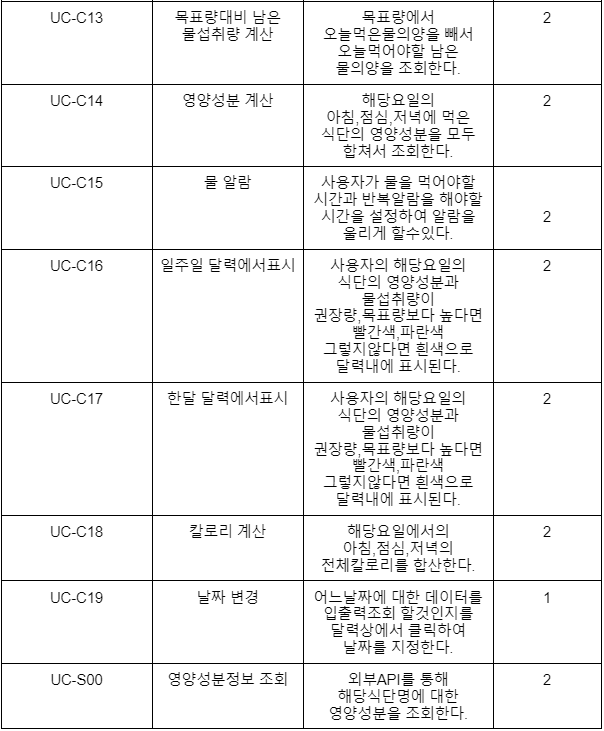 UC-C13
목표량대비 남은
물섭취량 계산
목표량에서
오늘먹은물의양을 빼서
오늘먹어야할 남은
물의양을 조회한다.
2
UC-C14
영양성분 계산
해당요일의
아침,점심,저녁에 먹은
식단의 영양성분을 모두
합쳐서 조회한다.
2
UC-C15
물 알람
사용자가 물을 먹어야할
시간과 반복알람을 해야할
시간을 설정하여 알람을
울리게 할수있다.
2
UC-C16
일주일 달력에서표시
사용자의 해당요일의
식단의 영양성분과
물섭취량이
권장량,목표량보다 높다면
빨간색,파란색
그렇지않다면 흰색으로
달력내에 표시된다.
2
UC-C17
한달 달력에서표시
사용자의 해당요일의
식단의 영양성분과
물섭취량이
권장량,목표량보다 높다면
빨간색,파란색
그렇지않다면 흰색으로
달력내에 표시된다.
2
UC-C18
칼로리 계산
해당요일에서의
아침,점심,저녁의
전체칼로리를 합산한다.
2
UC-C19
날짜 변경
어느날짜에 대한 데이터를
입출력조회 할것인지를
달력상에서 클릭하여
날짜를 지정한다.
1
UC-S00
영양성분정보 조회
외부API를 통해
해당식단명에 대한
영양성분을 조회한다.
2